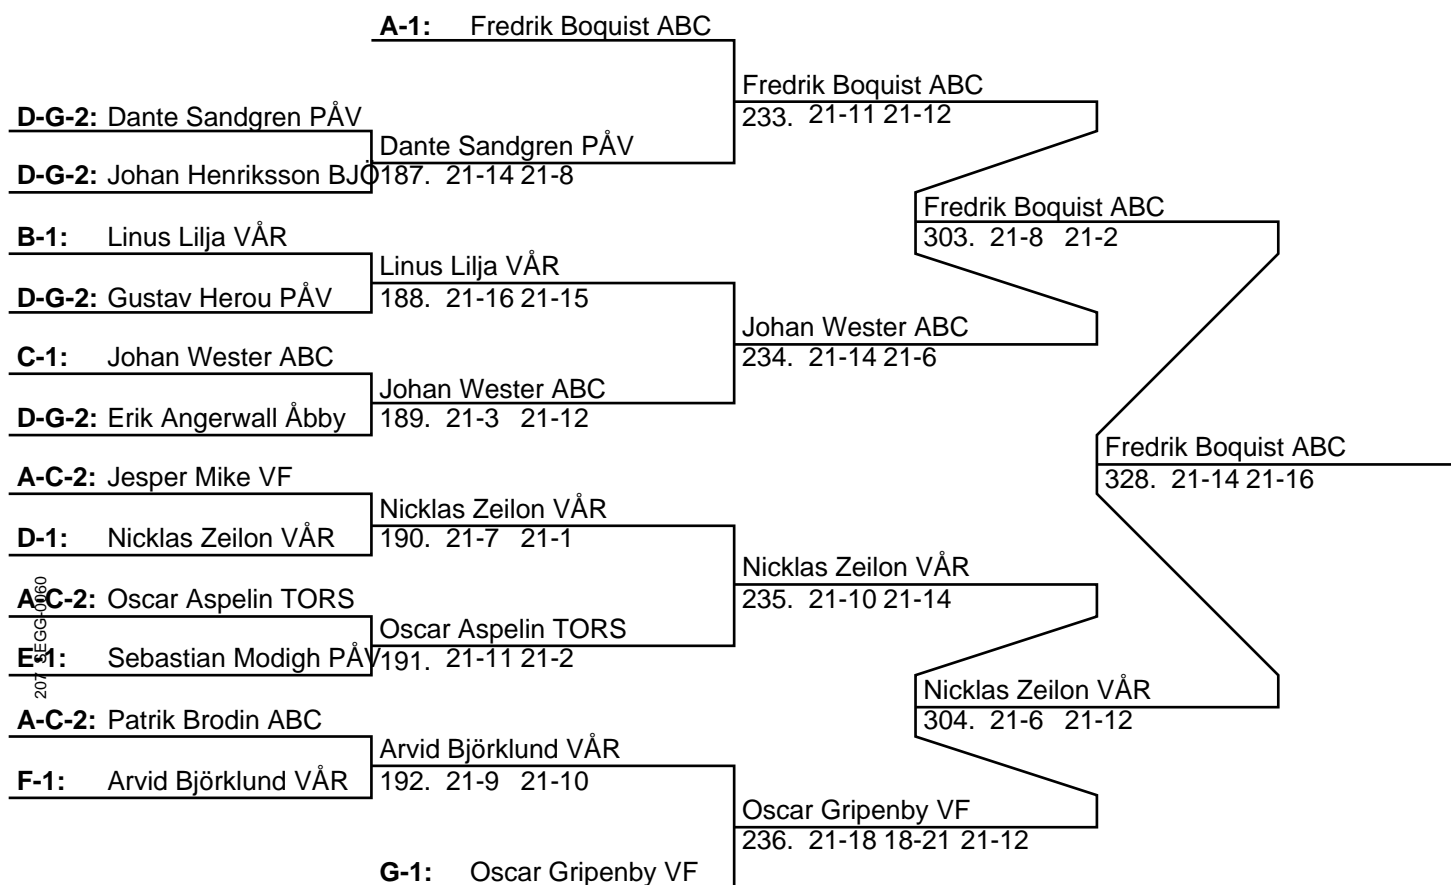 A-1: Fredrik Boquist ABC
Fredrik Boquist ABC
233. 21-11 21-12
D-G-2: Dante Sandgren PÅV
Dante Sandgren PÅV
187. 21-14 21-8
D-G-2: Johan Henriksson BJÖ
Fredrik Boquist ABC
303. 21-8 21-2
B-1: Linus Lilja VÅR
Linus Lilja VÅR
188. 21-16 21-15
D-G-2: Gustav Herou PÅV
Johan Wester ABC
234. 21-14 21-6
C-1: Johan Wester ABC
Johan Wester ABC
189. 21-3 21-12
D-G-2: Erik Angerwall Åbby
Fredrik Boquist ABC
328. 21-14 21-16
A-C-2: Jesper Mike VF
Nicklas Zeilon VÅR
190. 21-7 21-1
D-1: Nicklas Zeilon VÅR
Nicklas Zeilon VÅR
235. 21-10 21-14
A-C-2: Oscar Aspelin TORS
Oscar Aspelin TORS
191. 21-11 21-2
E-1: Sebastian Modigh PÅV
207 SEGG-0060
Nicklas Zeilon VÅR
304. 21-6 21-12
A-C-2: Patrik Brodin ABC
Arvid Björklund VÅR
192. 21-9 21-10
F-1: Arvid Björklund VÅR
Oscar Gripenby VF
236. 21-18 18-21 21-12
G-1: Oscar Gripenby VF